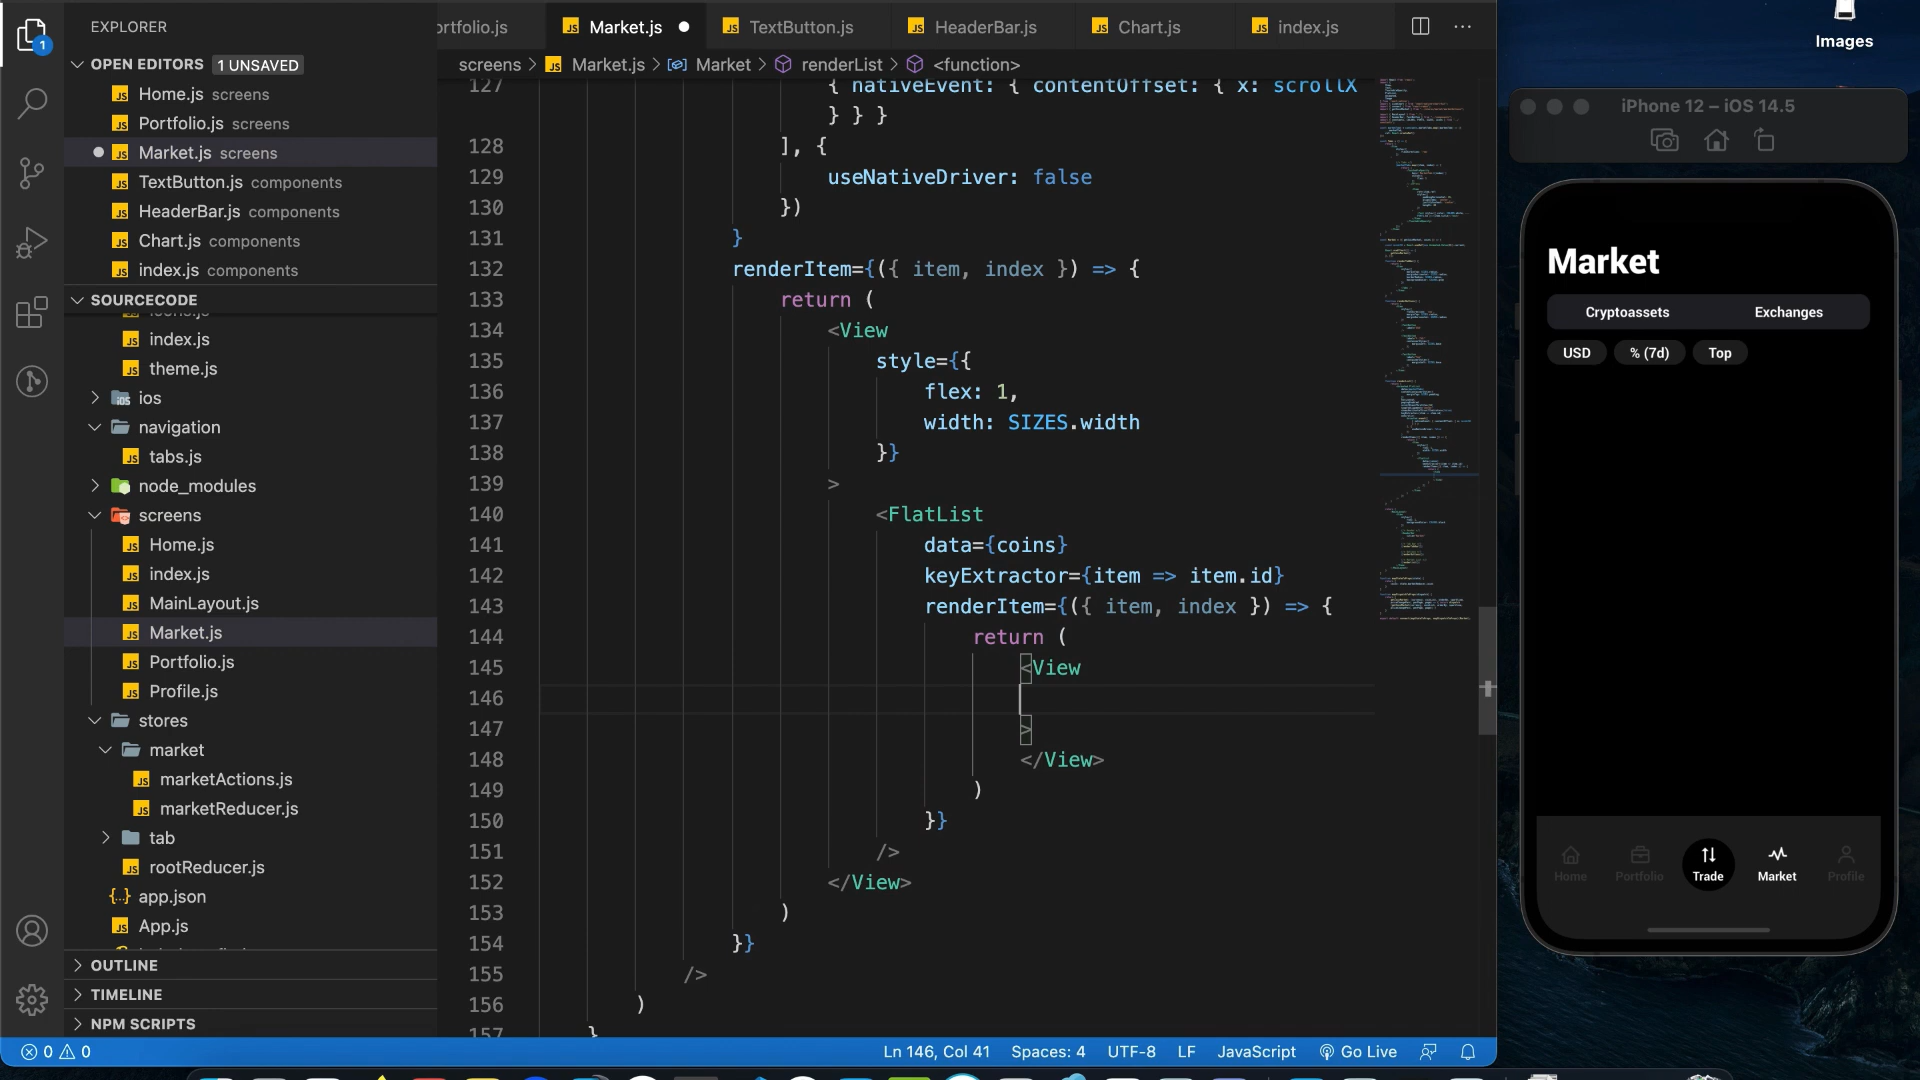 EXPLORER
OPEN EDITORS 1 UNSAVED
Home.js screens
Portfolio.js screens
Market.js screens
TextButton.js components
HeaderBar.js components
Chart.js components
index.js components
SOURCECODE
icons.js
index.js
theme.js
ios
navigation
tabs.js
node_modules
screens
Home.js
index.js
MainLayout.js
Market.js
Portfolio.js
Profile.js
stores
market
marketActions.js
marketReducer.js
tab
rootReducer.js
app.json
App.js
OUTLINE
TIMELINE
NPM SCRIPTS
ortfolio.js Market.js TextButton.js HeaderBar.js Chart.js index.js
screens > Market.js > Market > renderList > <function>
127 { nativeEvent: { contentOffset: { x: scrollX
} } }
128 ], {
129 useNativeDriver: false
130 })
131 }
132 renderItem={({ item, index }) => {
133 return (
134 <View
135 style={{
136 flex: 1,
137 width: SIZES.width
138 }}
139 >
140 <FlatList
141 data={coins}
142 keyExtractor={item => item.id}
143 renderItem={({ item, index }) => {
144 return (
145 <View
146
147 >
148 </View>
149 )
150 }}
151 />
152 </View>
153 )
154 }}
155 />
156 )
157 }
0 0 Ln 146, Col 41 Spaces: 4 UTF-8 LF JavaScript Go Live
1
Images
iPhone 12 – iOS 14.5
Market
Cryptoassets Exchanges
USD % (7d) Top
Home Portfolio Trade Market Profile